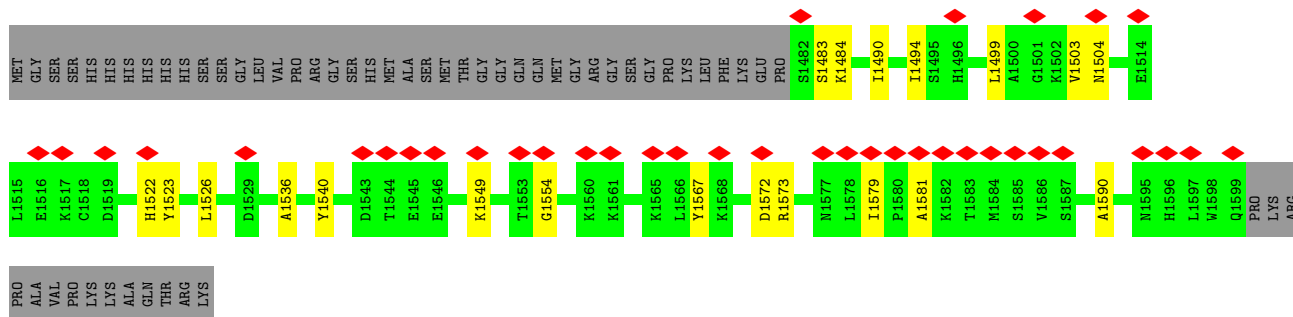 MET GLY SER SER HIS HIS HIS HIS HIS HIS SER SER GLY LEU VAL PRO ARG GLY SER HIS MET ALA SER MET THR GLY GLY GLN GLN MET GLY ARG GLY SER GLY PRO LYS LEU PHE LYS GLU PRO S1482 S1483 K1484 I1490 I1494 S1495 H1496 L1499 A1500 G1501 K1502 V1503 N1504 E1514
L1515 E1516 K1517 C1518 D1519 H1522 Y1523 L1526 D1529 A1536 Y1540 D1543 T1544 E1545 E1546 K1549 T1553 G1554 K1560 K1561 K1565 L1566 Y1567 K1568 D1572 R1573 N1577 L1578 I1579 P1580 A1581 K1582 T1583 M1584 S1585 V1586 S1587 A1590 N1595 H1596 L1597 W1598 Q1599 PRO LYS ARG
PRO ALA VAL PRO LYS LYS ALA GLN THR ARG LYS